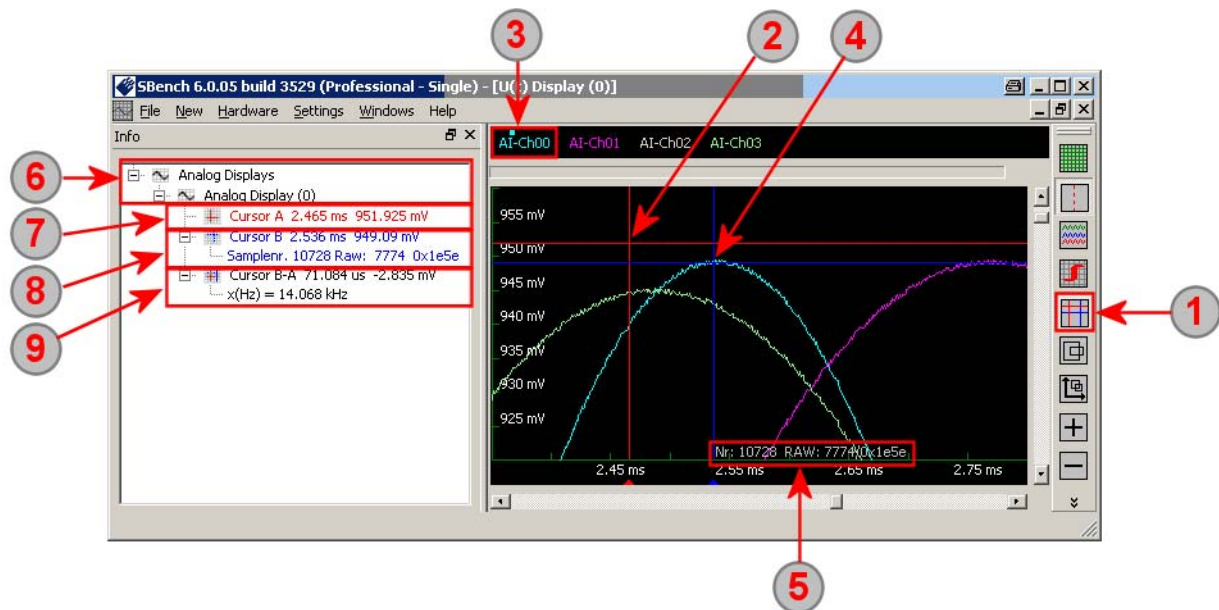 3
2
4
SBench 6.0.05 build 3529 (Professional - Single) - [U(t) Display (0)]
File New Hardware Settings Windows Help
Info
AI-Ch00 AI-Ch01 AI-Ch02 AI-Ch03
6
Analog Displays
Analog Display (0)
7
Cursor A 2.465 ms 951.925 mV
8
Cursor B 2.536 ms 949.09 mV
Samplenr. 10728 Raw: 7774 0x1e5e
9
Cursor B-A 71.084 us -2.835 mV
x(Hz) = 14.068 kHz
955 mV
950 mV
945 mV
940 mV
935 mV
930 mV
925 mV
Nr.: 10728 RAW: 7774 0x1e5e
2.45 ms 2.55 ms 2.65 ms 2.75 ms
1
5